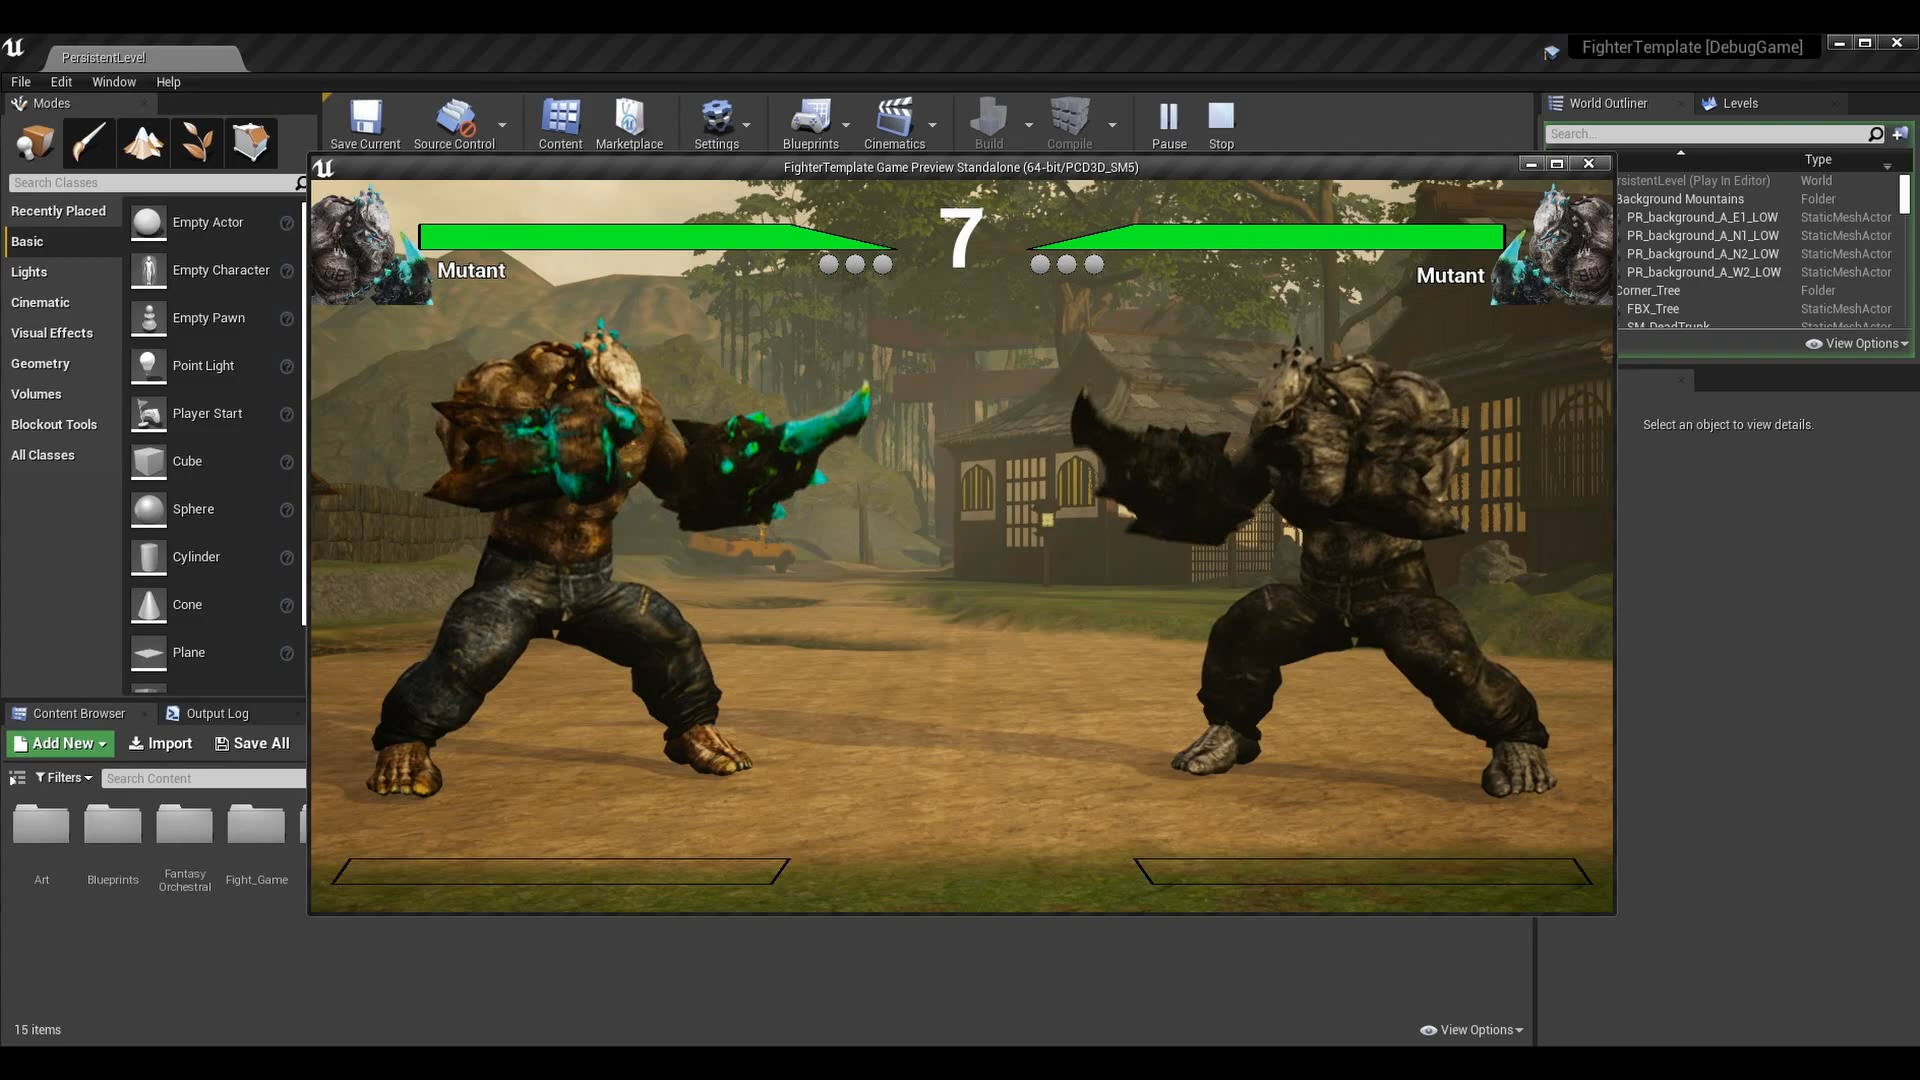 PersistentLevel
FighterTemplate [DebugGame]
File Edit Window Help
Modes
Search Classes
Recently Placed
Basic
Lights
Cinematic
Visual Effects
Geometry
Volumes
Blockout Tools
All Classes
Empty Actor
Empty Character
Empty Pawn
Point Light
Player Start
Cube
Sphere
Cylinder
Cone
Plane
Save Current
Source Control
Content
Marketplace
Settings
Blueprints
Cinematics
Build
Compile
Pause
Stop
FighterTemplate Game Preview Standalone (64-bit/PCD3D_SM5)
7
Mutant
Mutant
World Outliner
Levels
Search...
Type
rsistentLevel (Play In Editor) World
Background Mountains Folder
PR_background_A_E1_LOW StaticMeshActor
PR_background_A_N1_LOW StaticMeshActor
PR_background_A_N2_LOW StaticMeshActor
PR_background_A_W2_LOW StaticMeshActor
Corner_Tree Folder
FBX_Tree StaticMeshActor
SM_DeadTrunk StaticMeshActor
View Options
Select an object to view details.
Content Browser
Output Log
Add New
Import
Save All
Filters
Search Content
Art
Blueprints
Fantasy
Orchestral
Fight_Game
15 items
View Options